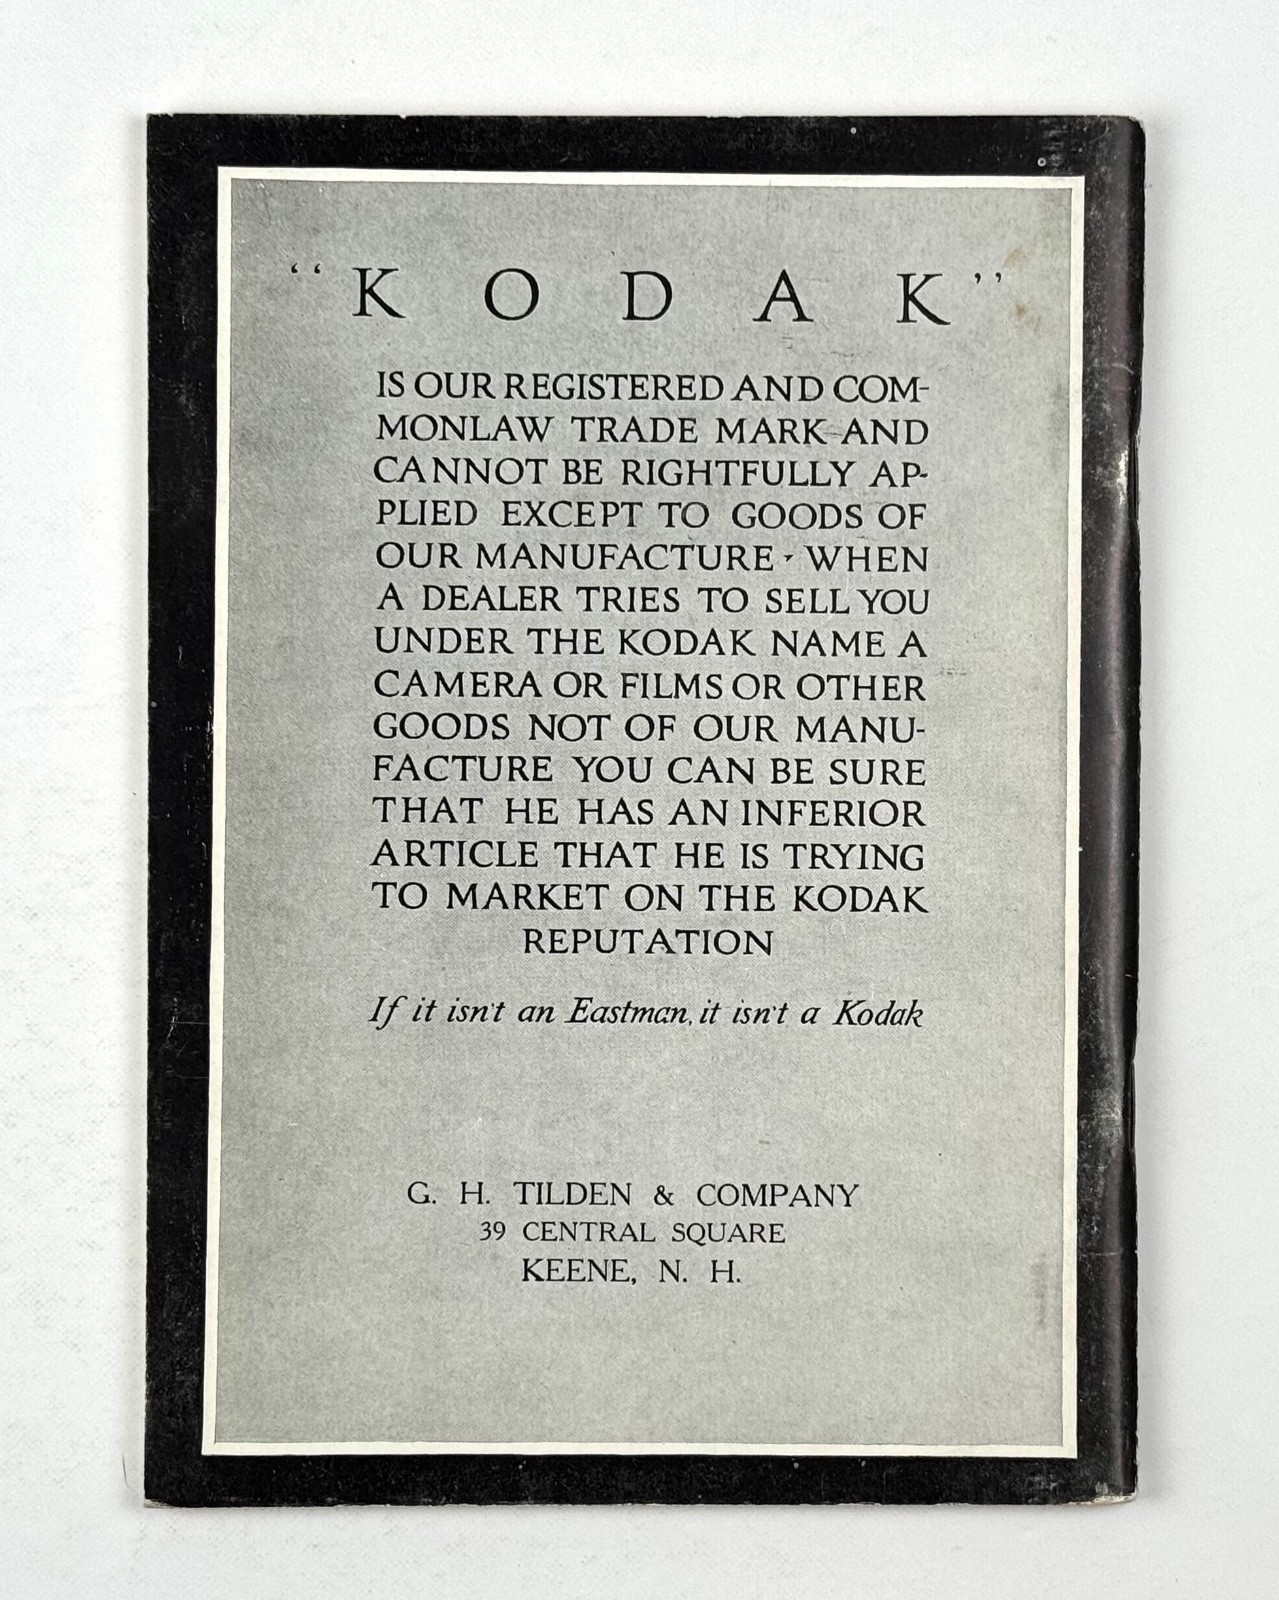 “K O D A K”
IS OUR REGISTERED AND COM-
MONLAW TRADE MARK AND
CANNOT BE RIGHTFULLY AP-
PLIED EXCEPT TO GOODS OF
OUR MANUFACTURE · WHEN
A DEALER TRIES TO SELL YOU
UNDER THE KODAK NAME A
CAMERA OR FILMS OR OTHER
GOODS NOT OF OUR MANU-
FACTURE YOU CAN BE SURE
THAT HE HAS AN INFERIOR
ARTICLE THAT HE IS TRYING
TO MARKET ON THE KODAK
REPUTATION
If it isn't an Eastman, it isn't a Kodak
G. H. TILDEN & COMPANY
39 CENTRAL SQUARE
KEENE, N. H.